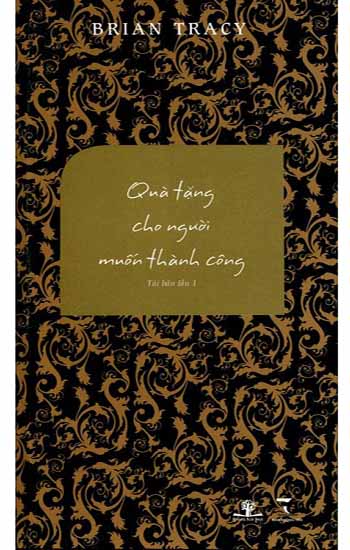 BRIAN TRACY
Quà tặng
cho người
muốn thành công
Tái bản lần 1